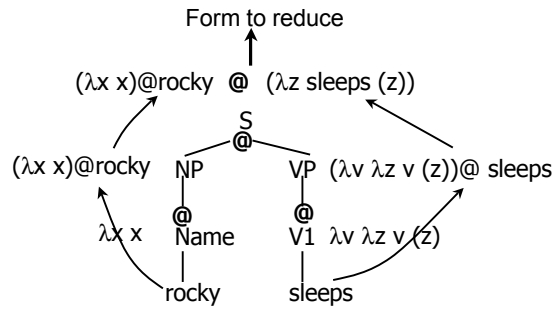 Form to reduce
(λx x)@rocky @ (λz sleeps (z))
S
@
(λx x)@rocky NP VP (λv λz v (z))@ sleeps
@ @
λx x Name V1 λv λz v (z)
rocky sleeps